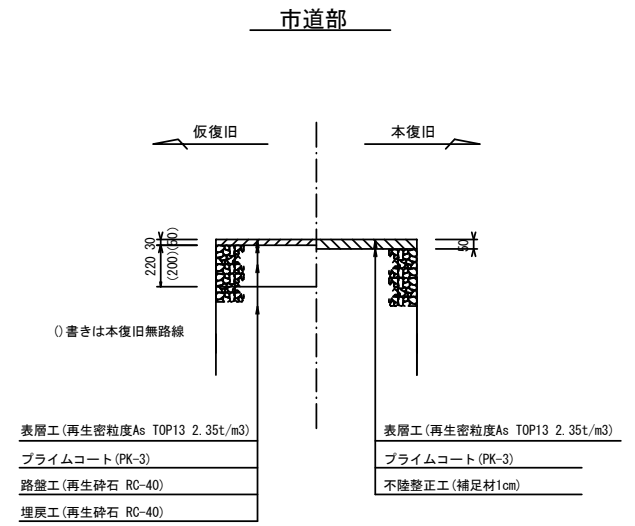 市道部
仮復旧
本復旧
30
(50)
220
(200)
50
()書きは本復旧無路線
表層工(再生密粒度As TOP13 2.35t/m3)
プライムコート(PK-3)
路盤工(再生砕石 RC-40)
埋戻工(再生砕石 RC-40)
表層工(再生密粒度As TOP13 2.35t/m3)
プライムコート(PK-3)
不陸整正工(補足材1cm)